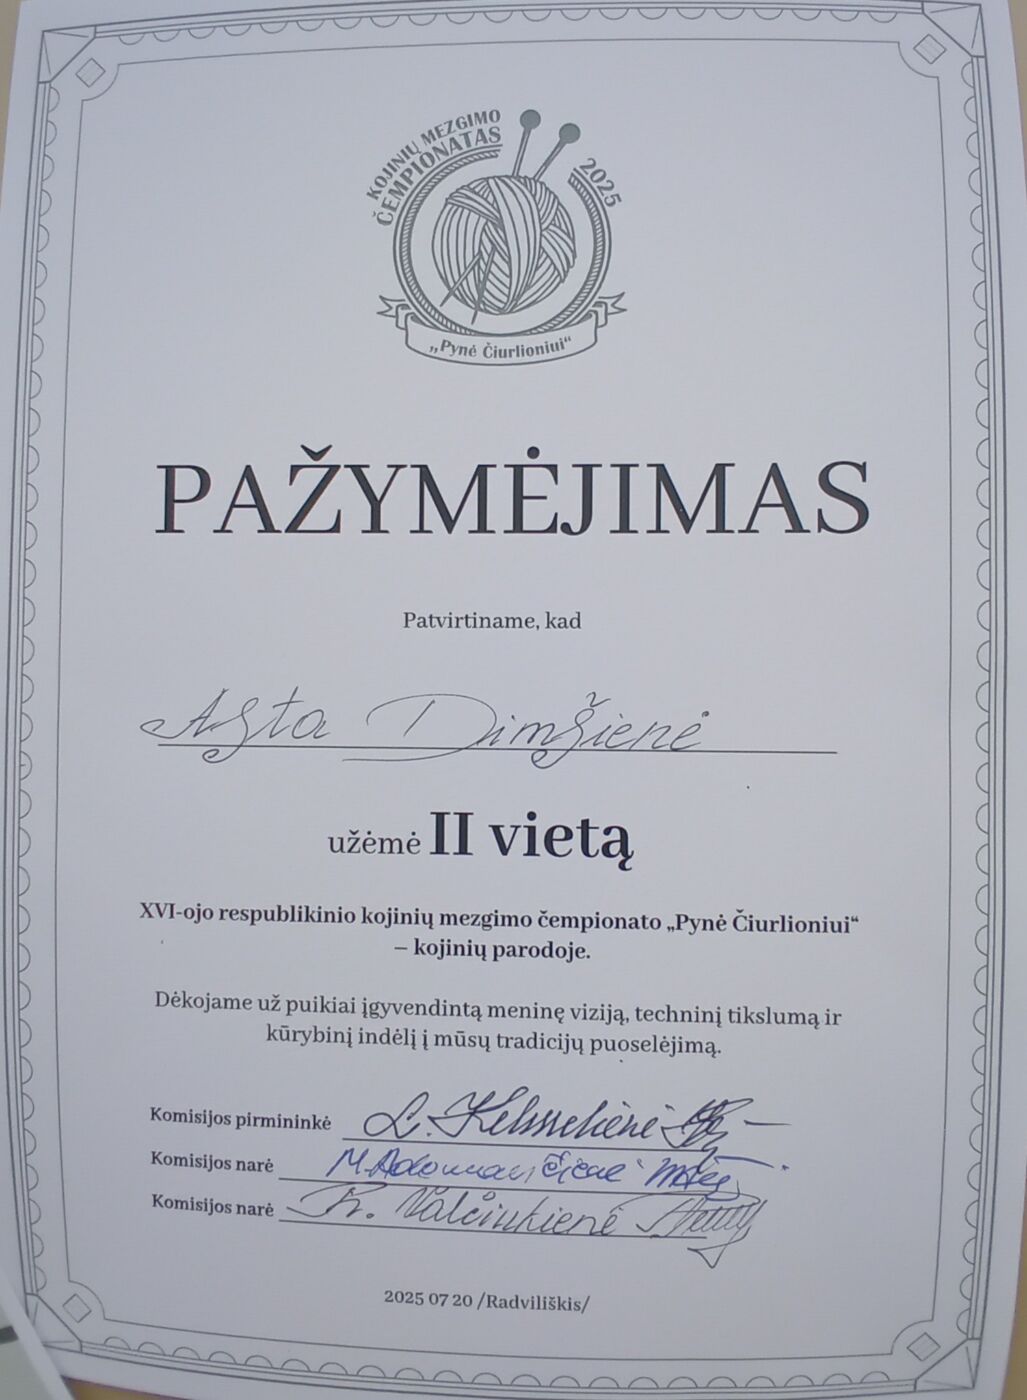 KOJINIŲ MEZGIMO
ČEMPIONATAS
2025
„Pynė Čiurlioniui“
PAŽYMĖJIMAS
Patvirtiname, kad
Asta Dimšienė
užėmė II vietą
XVI-ojo respublikinio kojinių mezgimo čempionato „Pynė Čiurlioniui“
– kojinių parodoje.
Dėkojame už puikiai įgyvendintą meninę viziją, techninį tikslumą ir
kūrybinį indėlį į mūsų tradicijų puoselėjimą.
Komisijos pirmininkė L.
Komisijos narė M.
Komisijos narė R. Valčiukienė
2025 07 20 /Radviliškis/